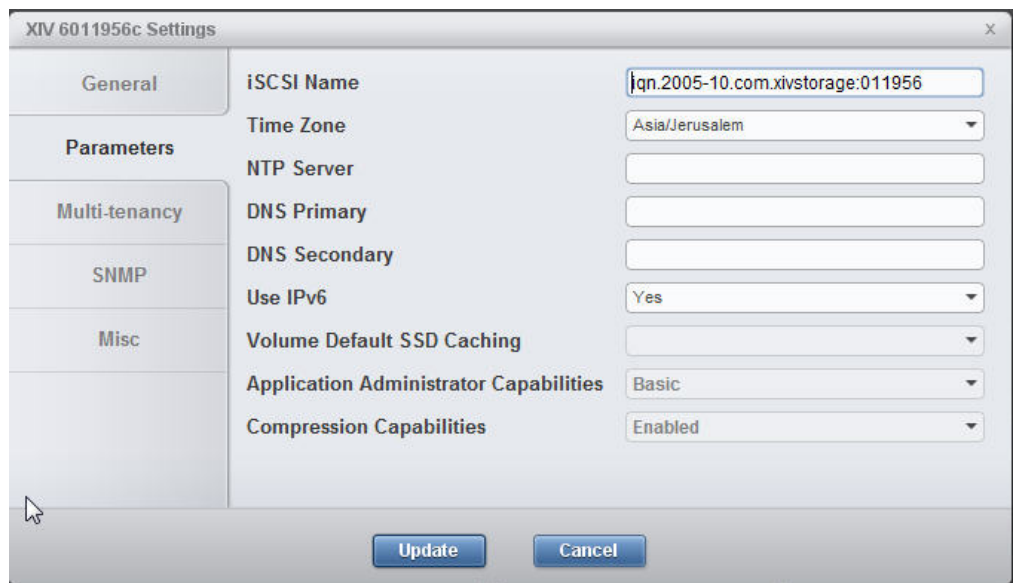 XIV 6011956c Settings x
General
Parameters
Multi-tenancy
SNMP
Misc
iSCSI Name iqn.2005-10.com.xivstorage:011956
Time Zone Asia/Jerusalem
NTP Server
DNS Primary
DNS Secondary
Use IPv6 Yes
Volume Default SSD Caching
Application Administrator Capabilities Basic
Compression Capabilities Enabled
Update Cancel